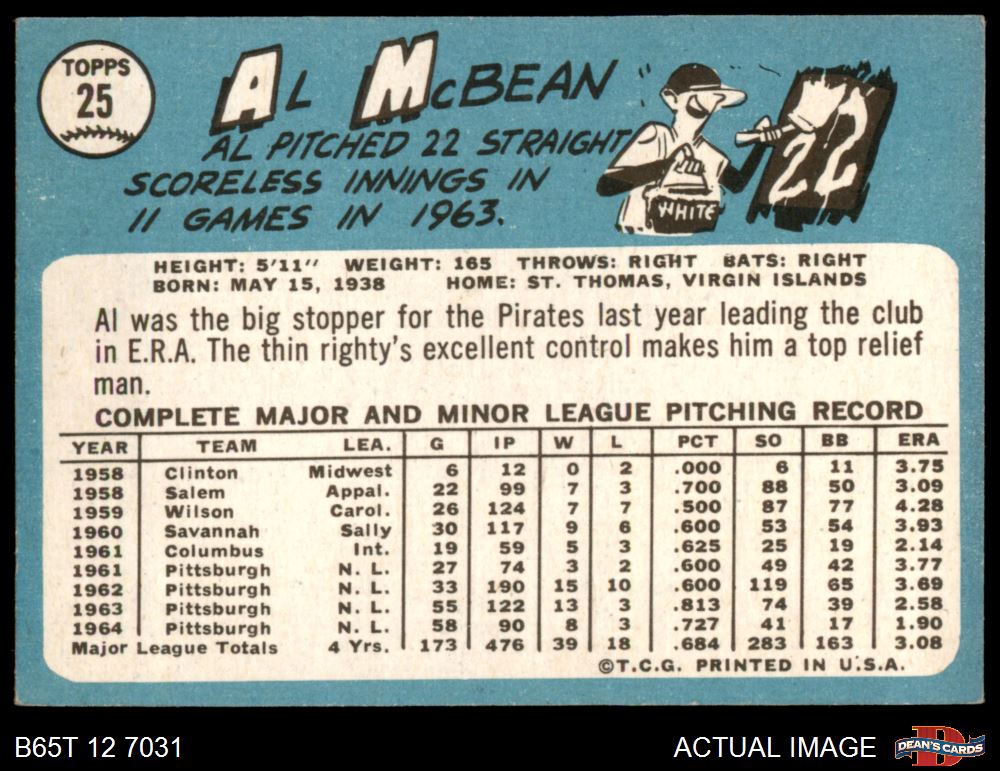 TOPPS
25
AL McBEAN
AL PITCHED 22 STRAIGHT
SCORELESS INNINGS IN
11 GAMES IN 1963.
WHITE
22
HEIGHT: 5'11" WEIGHT: 165 THROWS: RIGHT BATS: RIGHT
BORN: MAY 15, 1938 HOME: ST. THOMAS, VIRGIN ISLANDS
Al was the big stopper for the Pirates last year leading the club
in E.R.A. The thin righty's excellent control makes him a top relief
man.
COMPLETE MAJOR AND MINOR LEAGUE PITCHING RECORD
YEAR TEAM LEA. G IP W L PCT SO BB ERA
1958 Clinton Midwest 6 12 0 2 .000 6 11 3.75
1958 Salem Appal. 22 99 7 3 .700 88 50 3.09
1959 Wilson Carol. 26 124 7 7 .500 87 77 4.28
1960 Savannah Sally 30 117 9 6 .600 53 54 3.93
1961 Columbus Int. 19 59 5 3 .625 25 19 2.14
1961 Pittsburgh N. L. 27 74 3 2 .600 49 42 3.77
1962 Pittsburgh N. L. 33 190 15 10 .600 119 65 3.69
1963 Pittsburgh N. L. 55 122 13 3 .813 74 39 2.58
1964 Pittsburgh N. L. 58 90 8 3 .727 41 17 1.90
Major League Totals 4 Yrs. 173 476 39 18 .684 283 163 3.08
©T.C.G. PRINTED IN U.S.A.
B65T 12 7031 ACTUAL IMAGE DEAN'S CARDS